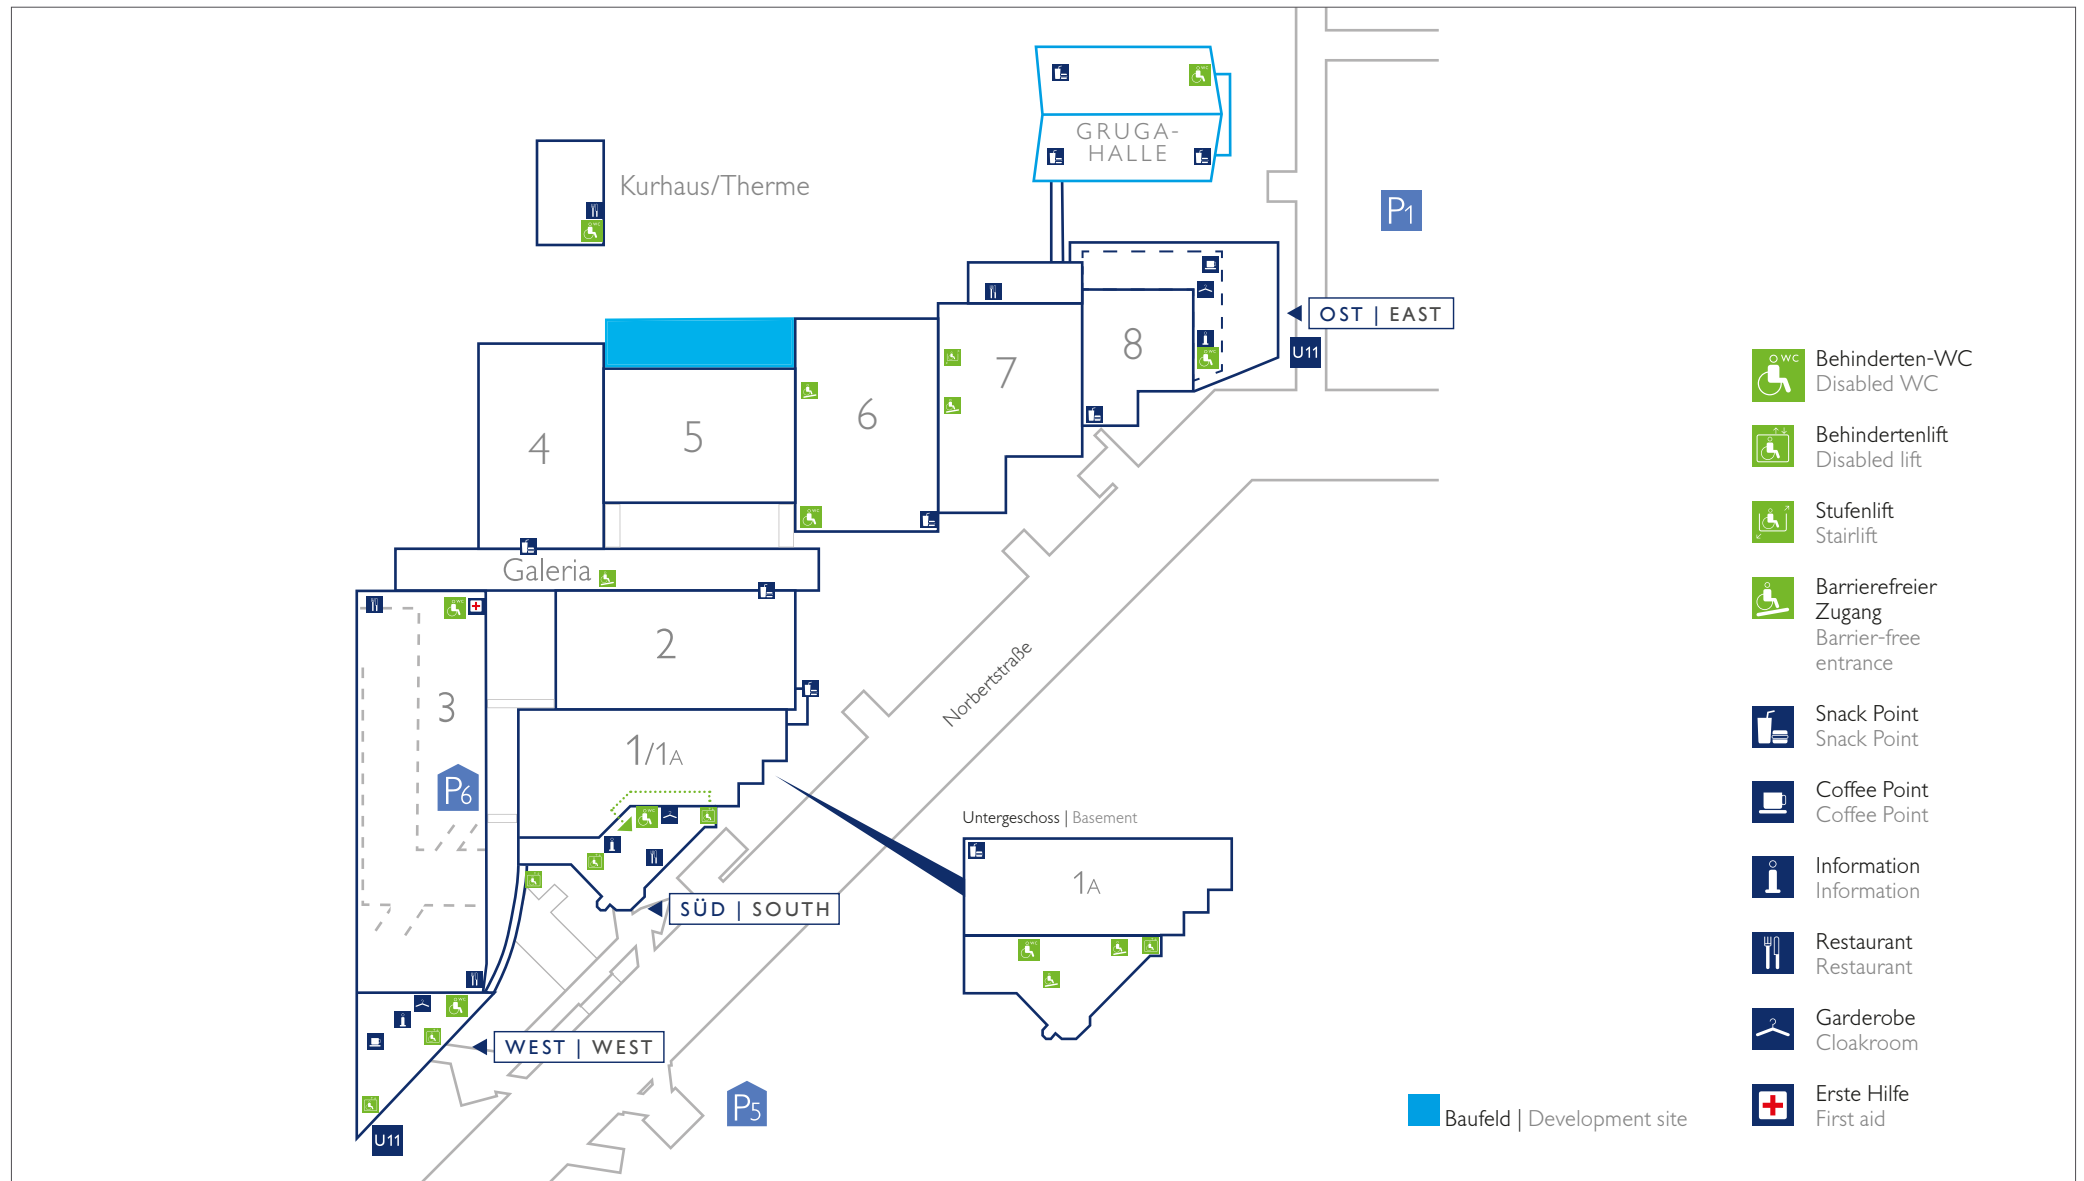 GRUGA-
HALLE
Kurhaus/Therme
P1
OST | EAST
U11
8
7
6
5
4
Galeria
3
2
1/1A
P6
Norbertstraße
Untergeschoss | Basement
1A
SÜD | SOUTH
WEST | WEST
P5
U11
WC
Behinderten-WC
Disabled WC
Behindertenlift
Disabled lift
Stufenlift
Stairlift
Barrierefreier
Zugang
Barrier-free
entrance
Snack Point
Snack Point
Coffee Point
Coffee Point
Information
Information
Restaurant
Restaurant
Garderobe
Cloakroom
Erste Hilfe
First aid
Baufeld | Development site